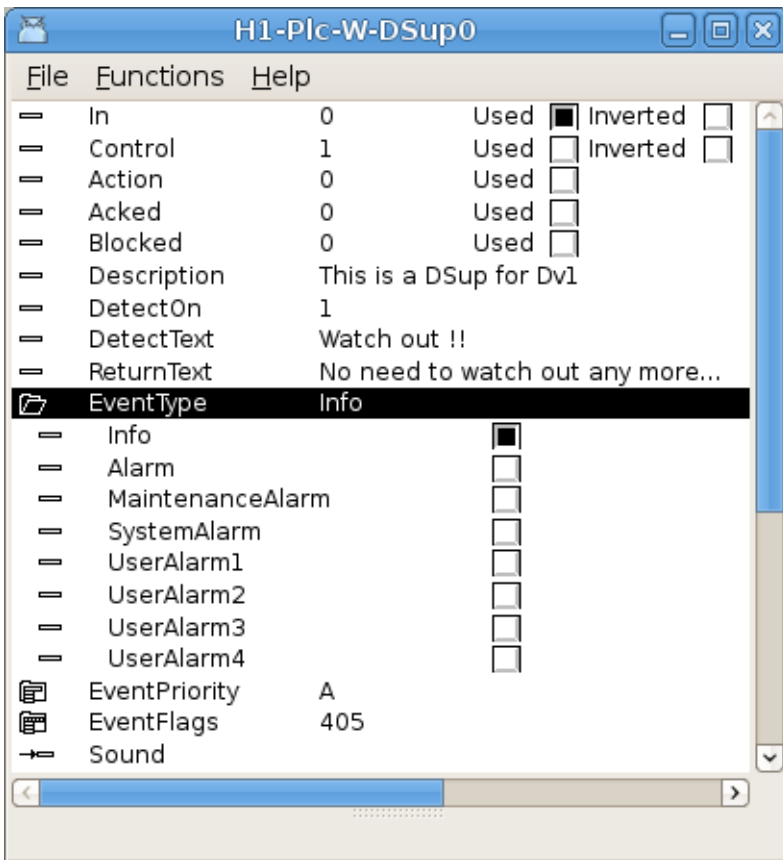 H1-Plc-W-DSup0
File Functions Help
In 0 Used Inverted
Control 1 Used Inverted
Action 0 Used
Acked 0 Used
Blocked 0 Used
Description This is a DSup for Dv1
DetectOn 1
DetectText Watch out !!
ReturnText No need to watch out any more...
EventType Info
Info
Alarm
MaintenanceAlarm
SystemAlarm
UserAlarm1
UserAlarm2
UserAlarm3
UserAlarm4
EventPriority A
EventFlags 405
Sound